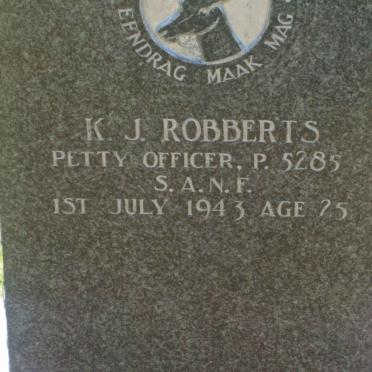 EENDRAG MAAK MAG
K. J. ROBBERTS
PETTY OFFICER, P. 5285
S. A. N. F.
1ST JULY 1943 AGE 25